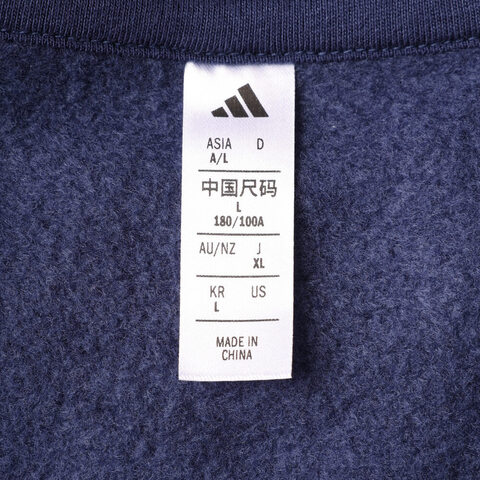 ASIA D
A/L
中国尺码
L
180/100A
AU/NZ J
XL
KR US
L
MADE IN
CHINA